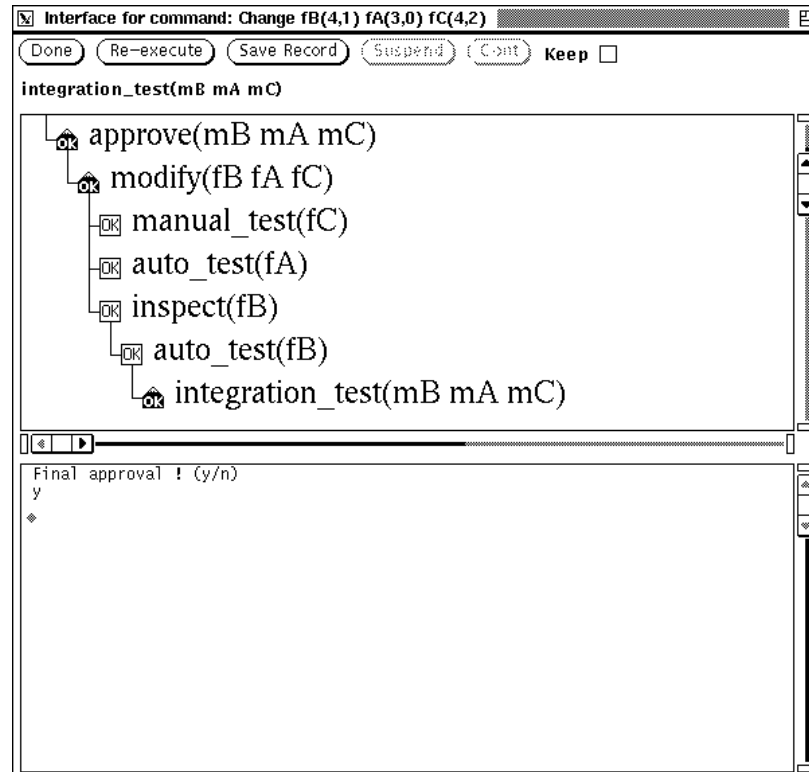 Interface for command: Change fB(4,1) fA(3,0) fC(4,2)
Done Re-execute Save Record Suspend Cont Keep
integration_test(mB mA mC)
OK approve(mB mA mC)
OK modify(fB fA fC)
OK manual_test(fC)
OK auto_test(fA)
OK inspect(fB)
OK auto_test(fB)
OK integration_test(mB mA mC)
Final approval ! (y/n)
y